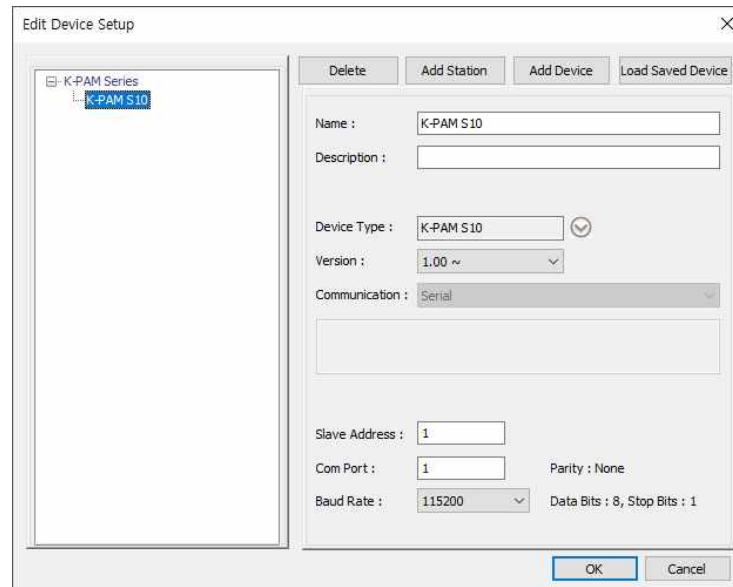 Edit Device Setup
K-PAM Series
K-PAM S10
Delete
Add Station
Add Device
Load Saved Device
Name :
K-PAM S10
Description :
Device Type :
K-PAM S10
Version :
1.00 ~
Communication :
Serial
Slave Address :
1
Com Port :
1
Parity : None
Baud Rate :
115200
Data Bits : 8, Stop Bits : 1
OK
Cancel